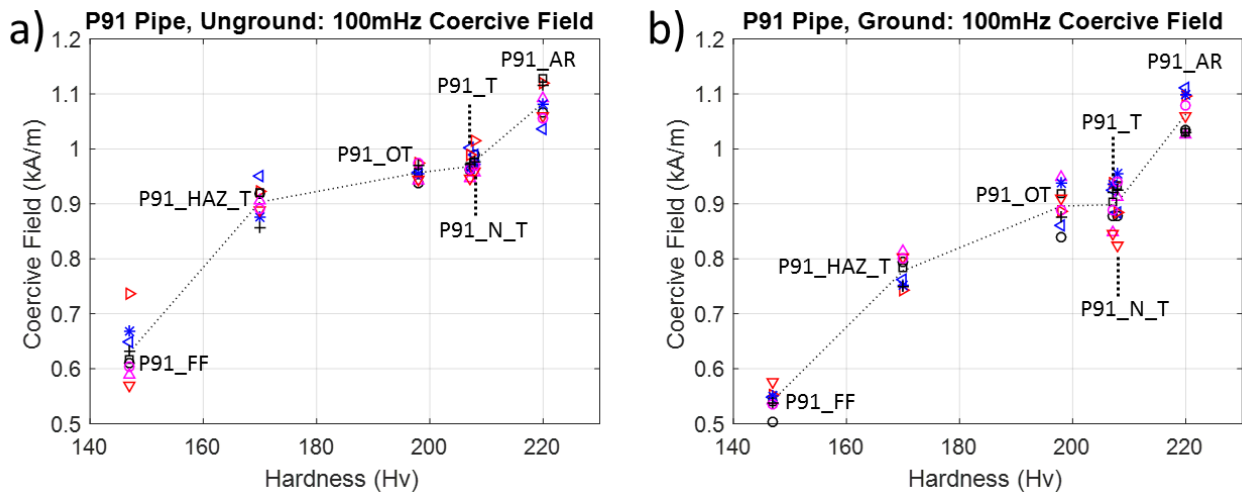 a)
P91 Pipe, Unground: 100mHz Coercive Field
1.2
1.1
1
0.9
0.8
0.7
0.6
0.5
Coercive Field (kA/m)
P91_AR
P91_T
P91_OT
P91_HAZ_T
P91_N_T
P91_FF
140 160 180 200 220
Hardness (Hv)
b)
P91 Pipe, Ground: 100mHz Coercive Field
1.2
1.1
1
0.9
0.8
0.7
0.6
0.5
Coercive Field (kA/m)
P91_AR
P91_T
P91_OT
P91_HAZ_T
P91_N_T
P91_FF
140 160 180 200 220
Hardness (Hv)